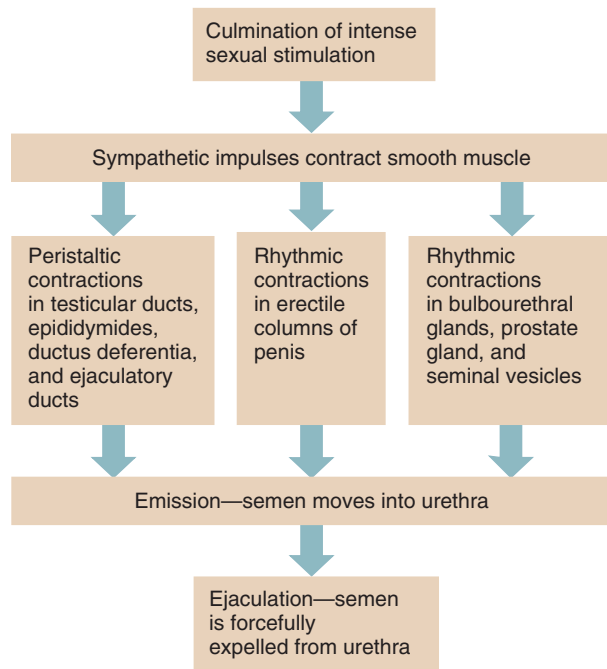 Culmination of intense
sexual stimulation
Sympathetic impulses contract smooth muscle
Peristaltic
contractions
in testicular ducts,
epididymides,
ductus deferentia,
and ejaculatory
ducts
Rhythmic
contractions
in erectile
columns of
penis
Rhythmic
contractions
in bulbourethral
glands, prostate
gland, and
seminal vesicles
Emission—semen moves into urethra
Ejaculation—semen
is forcefully
expelled from urethra